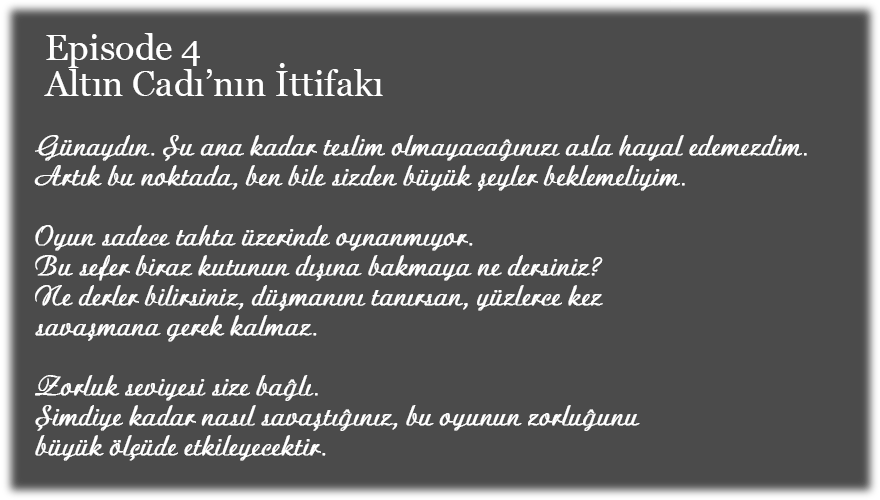 Episode 4
Altın Cadı’nın İttifakı
Günaydın. Şu ana kadar teslim olmayacağınızı asla hayal edemezdim.
Artık bu noktada, ben bile sizden büyük şeyler beklemeliyim.
Oyun sadece tahta üzerinde oynanmıyor.
Bu sefer biraz kutunun dışına bakmaya ne dersiniz?
Ne derler bilirsiniz, düşmanını tanırsan, yüzlerce kez
savaşmana gerek kalmaz.
Zorluk seviyesi size bağlı.
Şimdiye kadar nasıl savaştığınız, bu oyunun zorluğunu
büyük ölçüde etkileyecektir.